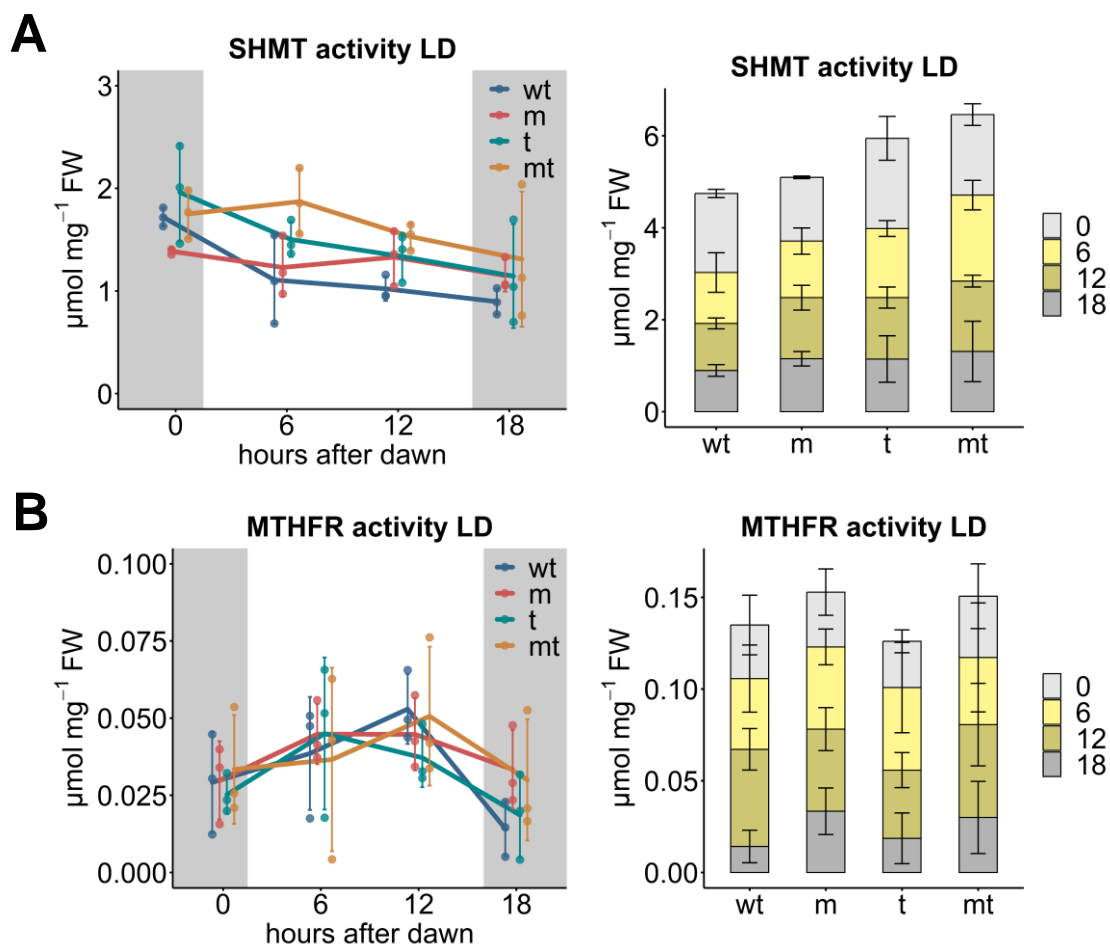 A
SHMT activity LD
μmol mg⁻¹ FW
3
2
1
0
wt
m
t
mt
0 6 12 18
hours after dawn
SHMT activity LD
μmol mg⁻¹ FW
6
4
2
0
wt m t mt
0
6
12
18
B
MTHFR activity LD
μmol mg⁻¹ FW
0.100
0.075
0.050
0.025
0.000
wt
m
t
mt
0 6 12 18
hours after dawn
MTHFR activity LD
μmol mg⁻¹ FW
0.15
0.10
0.05
0.00
wt m t mt
0
6
12
18